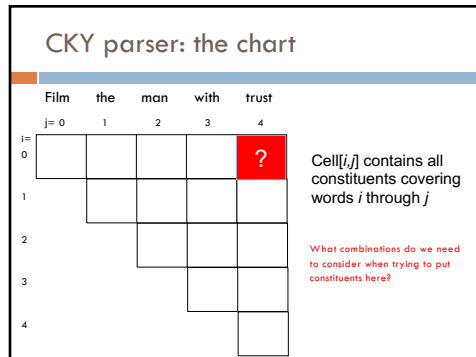 CKY parser: the chart
Film the man with trust
j= 0 1 2 3 4
i=
0
?
Cell[i,j] contains all
constituents covering
words i through j
1
2
What combinations do we need
to consider when trying to put
constituents here?
3
4